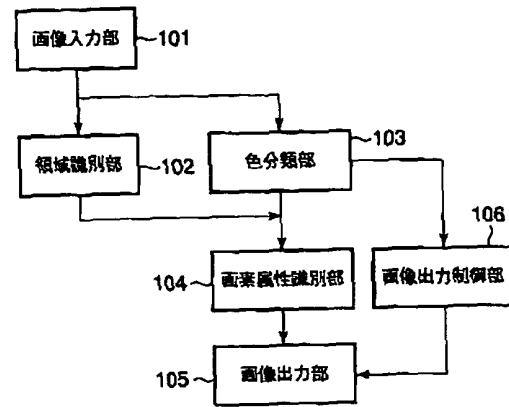 画像入力部
101
領域識別部
102
色分類部
103
106
104
画素属性識別部
画像出力制御部
105
画像出力部